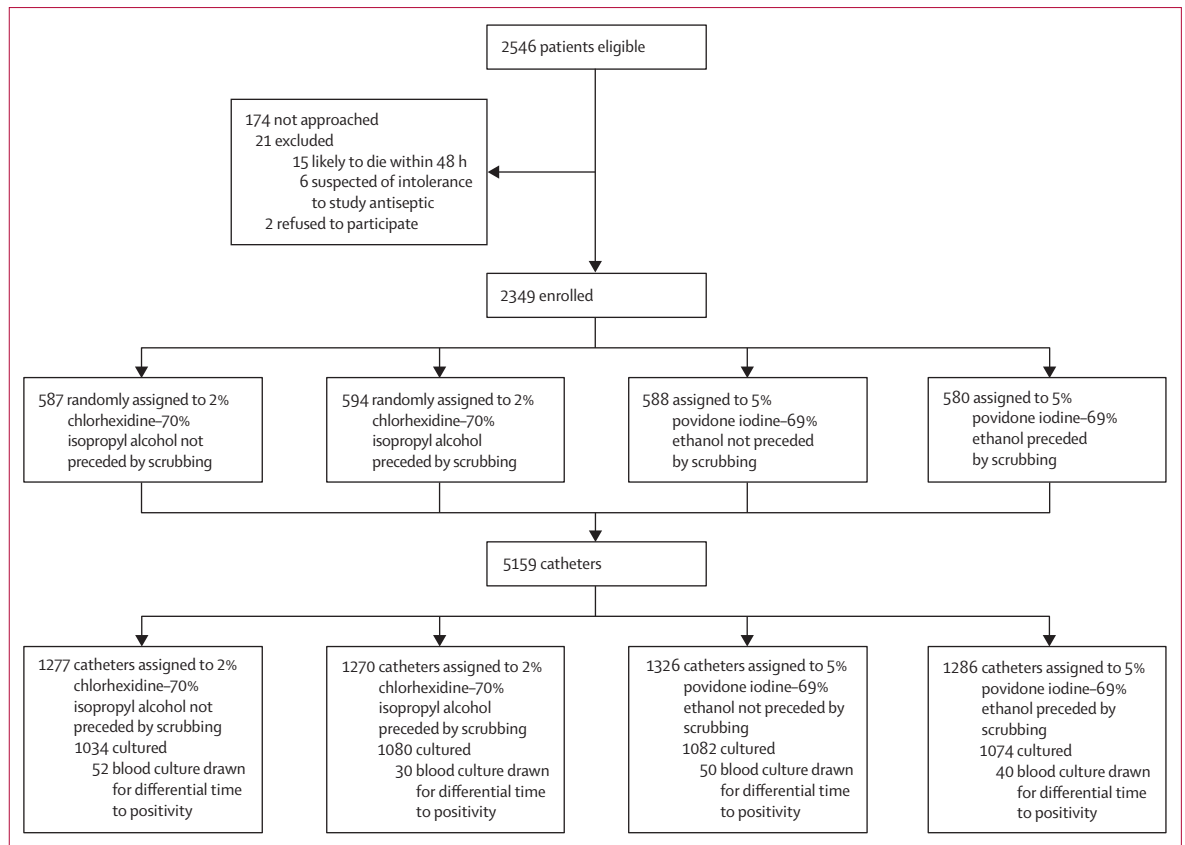 2546 patients eligible
174 not approached
21 excluded
15 likely to die within 48 h
6 suspected of intolerance
to study antiseptic
2 refused to participate
2349 enrolled
587 randomly assigned to 2%
chlorhexidine–70%
isopropyl alcohol not
preceded by scrubbing
594 randomly assigned to 2%
chlorhexidine–70%
isopropyl alcohol
preceded by scrubbing
588 assigned to 5%
povidone iodine–69%
ethanol not preceded
by scrubbing
580 assigned to 5%
povidone iodine–69%
ethanol preceded
by scrubbing
5159 catheters
1277 catheters assigned to 2%
chlorhexidine–70%
isopropyl alcohol not
preceded by scrubbing
1034 cultured
52 blood culture drawn
for differential time
to positivity
1270 catheters assigned to 2%
chlorhexidine–70%
isopropyl alcohol
preceded by scrubbing
1080 cultured
30 blood culture drawn
for differential time
to positivity
1326 catheters assigned to 5%
povidone iodine–69%
ethanol not preceded by
scrubbing
1082 cultured
50 blood culture drawn
for differential time
to positivity
1286 catheters assigned to 5%
povidone iodine–69%
ethanol preceded by
scrubbing
1074 cultured
40 blood culture drawn
for differential time
to positivity